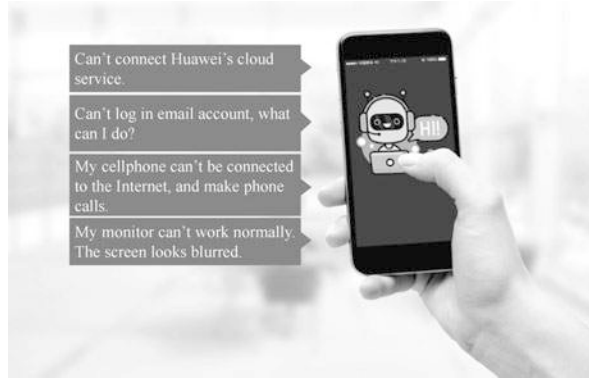 Can't connect Huawei's cloud
service.
Can't log in email account, what
can I do?
My cellphone can't be connected
to the Internet, and make phone
calls.
My monitor can't work normally.
The screen looks blurred.
HI!!